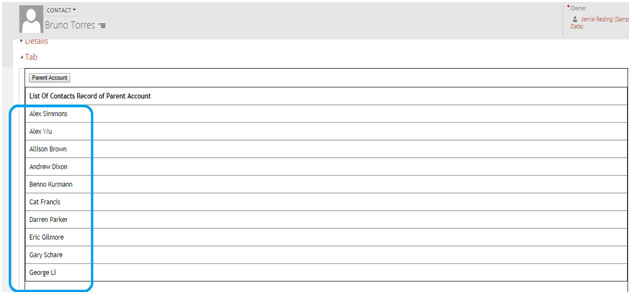 CONTACT
Bruno Torres
Owner
Jamie Reding (Samp
Data)
Details
Tab
Parent Account
List Of Contacts Record of Parent Account
Alex Simmons
Alex Wu
Allison Brown
Andrew Dixon
Benno Kurmann
Cat Francis
Darren Parker
Eric Gilmore
Gary Schare
George Li